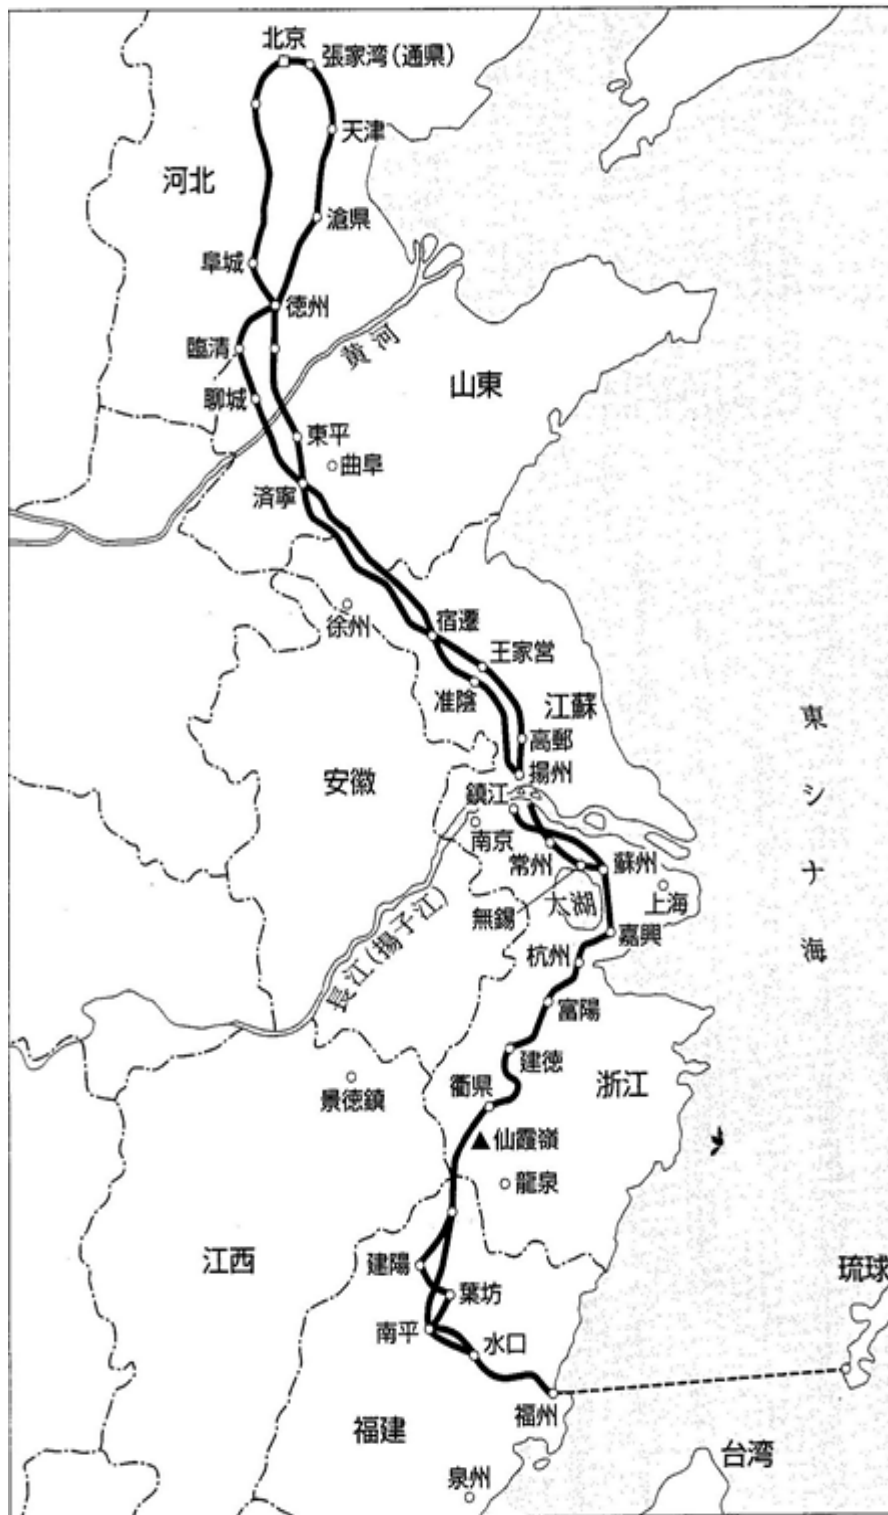 北京
張家湾(通県)
天津
河北
滄県
阜城
徳州
臨清
黄河
聊城
山東
東平
曲阜
済寧
徐州
宿遷
王家営
准陰
江蘇
東シナ海
高郵
揚州
安徽
鎮江
南京
常州
蘇州
無錫
太湖
上海
嘉興
長江(揚子江)
杭州
富陽
建徳
浙江
景徳鎮
衢県
仙霞嶺
龍泉
江西
建陽
琉球
葉坊
南平
水口
福州
福建
台湾
泉州